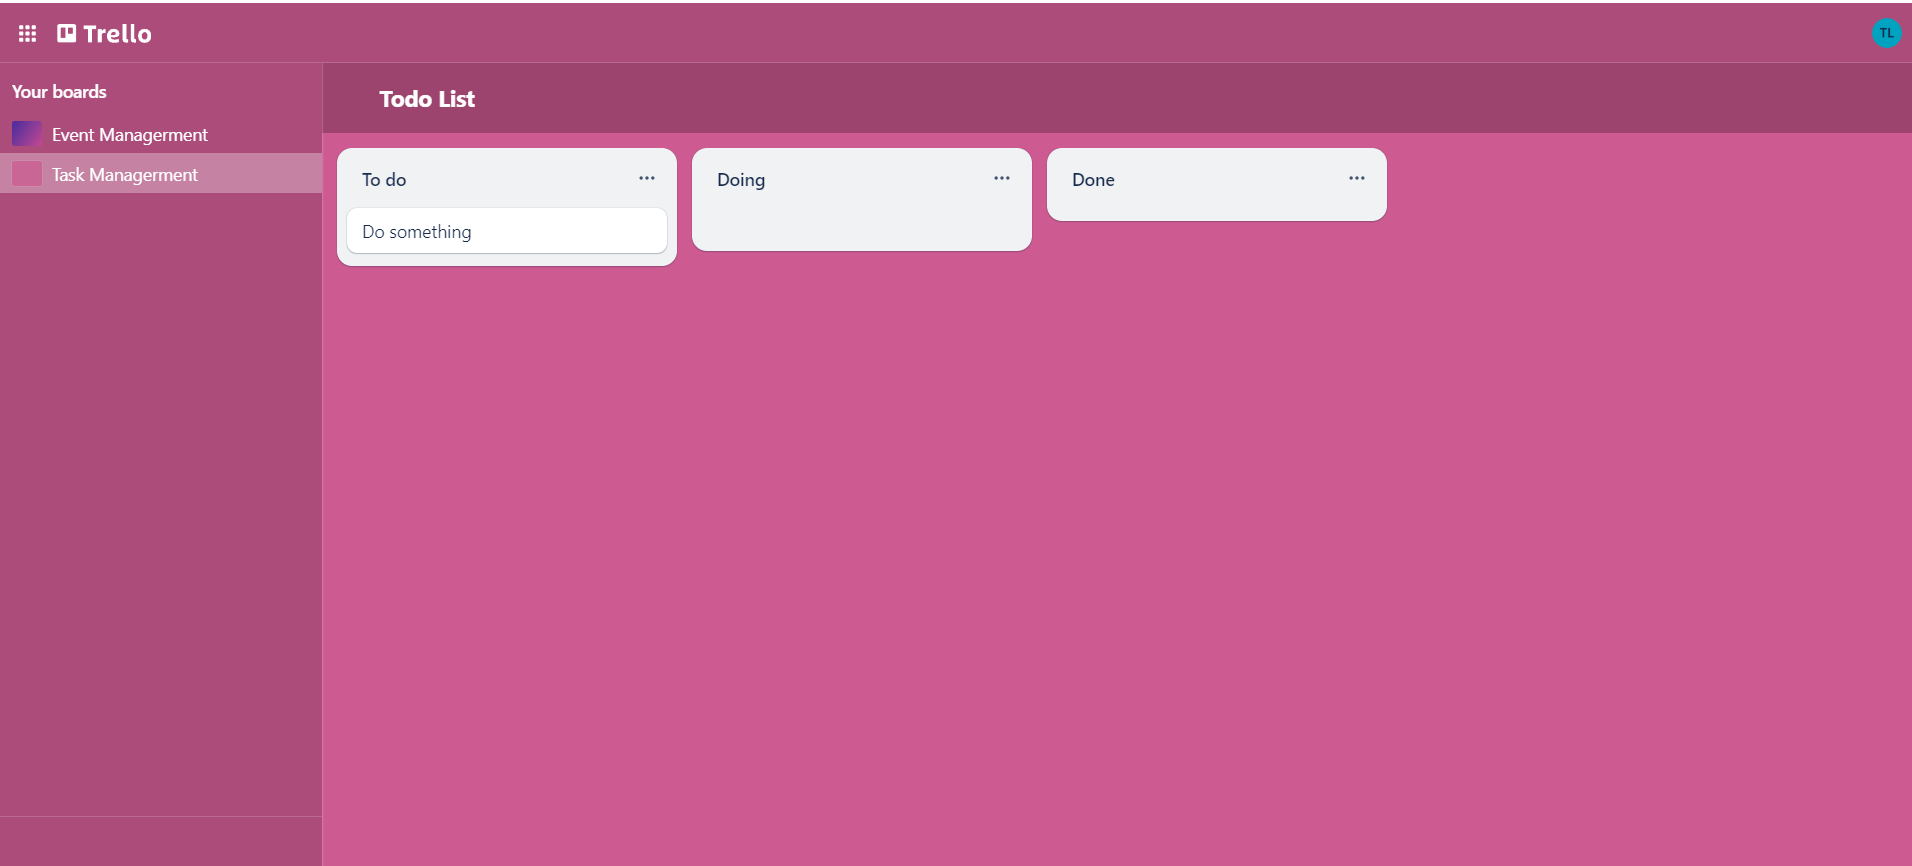 Trello
TL
Your boards
Event Managerment
Task Managerment
Todo List
To do
Do something
Doing
Done